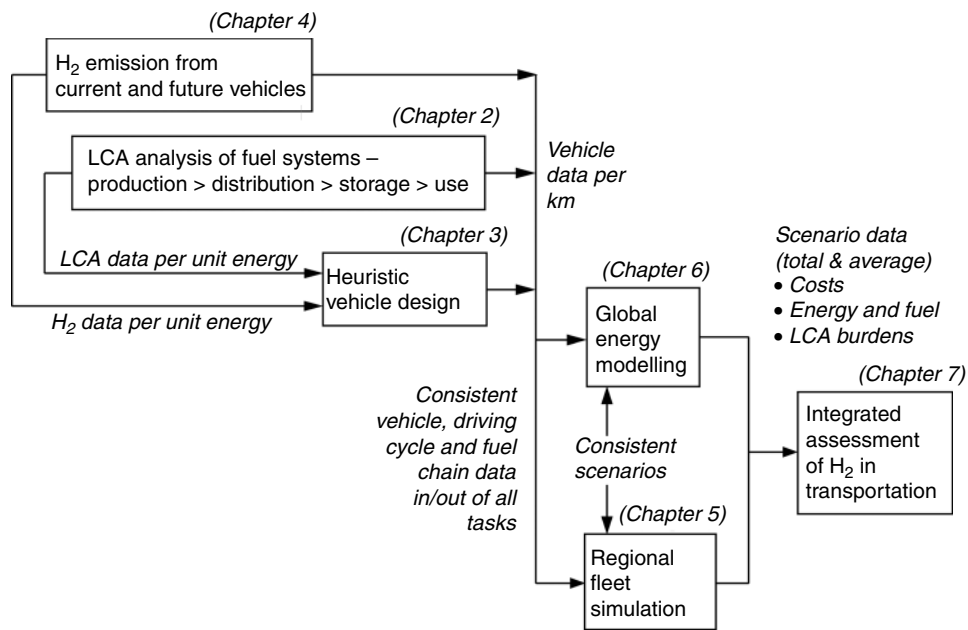 (Chapter 4)
H₂ emission from
current and future vehicles
(Chapter 2)
LCA analysis of fuel systems –
production > distribution > storage > use
Vehicle
data per
km
(Chapter 3)
LCA data per unit energy
Heuristic
vehicle design
H₂ data per unit energy
Scenario data
(total & average)
• Costs
• Energy and fuel
• LCA burdens
(Chapter 6)
Global
energy
modelling
Consistent
vehicle, driving
cycle and fuel
chain data
in/out of all
tasks
Consistent
scenarios
(Chapter 7)
Integrated
assessment
of H₂ in
transportation
(Chapter 5)
Regional
fleet
simulation